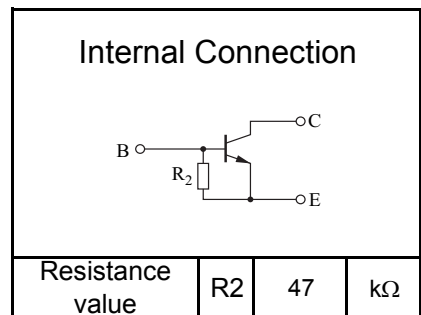 Internal Connection
C
B
R2
E
Resistance value R2 47 kΩ